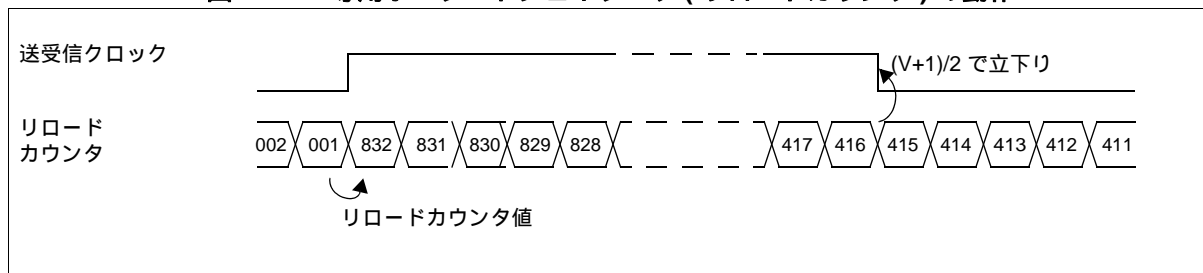 送受信クロック
(V+1)/2 で立下り
リロード
カウンタ
002 001 832 831 830 829 828 417 416 415 414 413 412 411
リロードカウンタ値